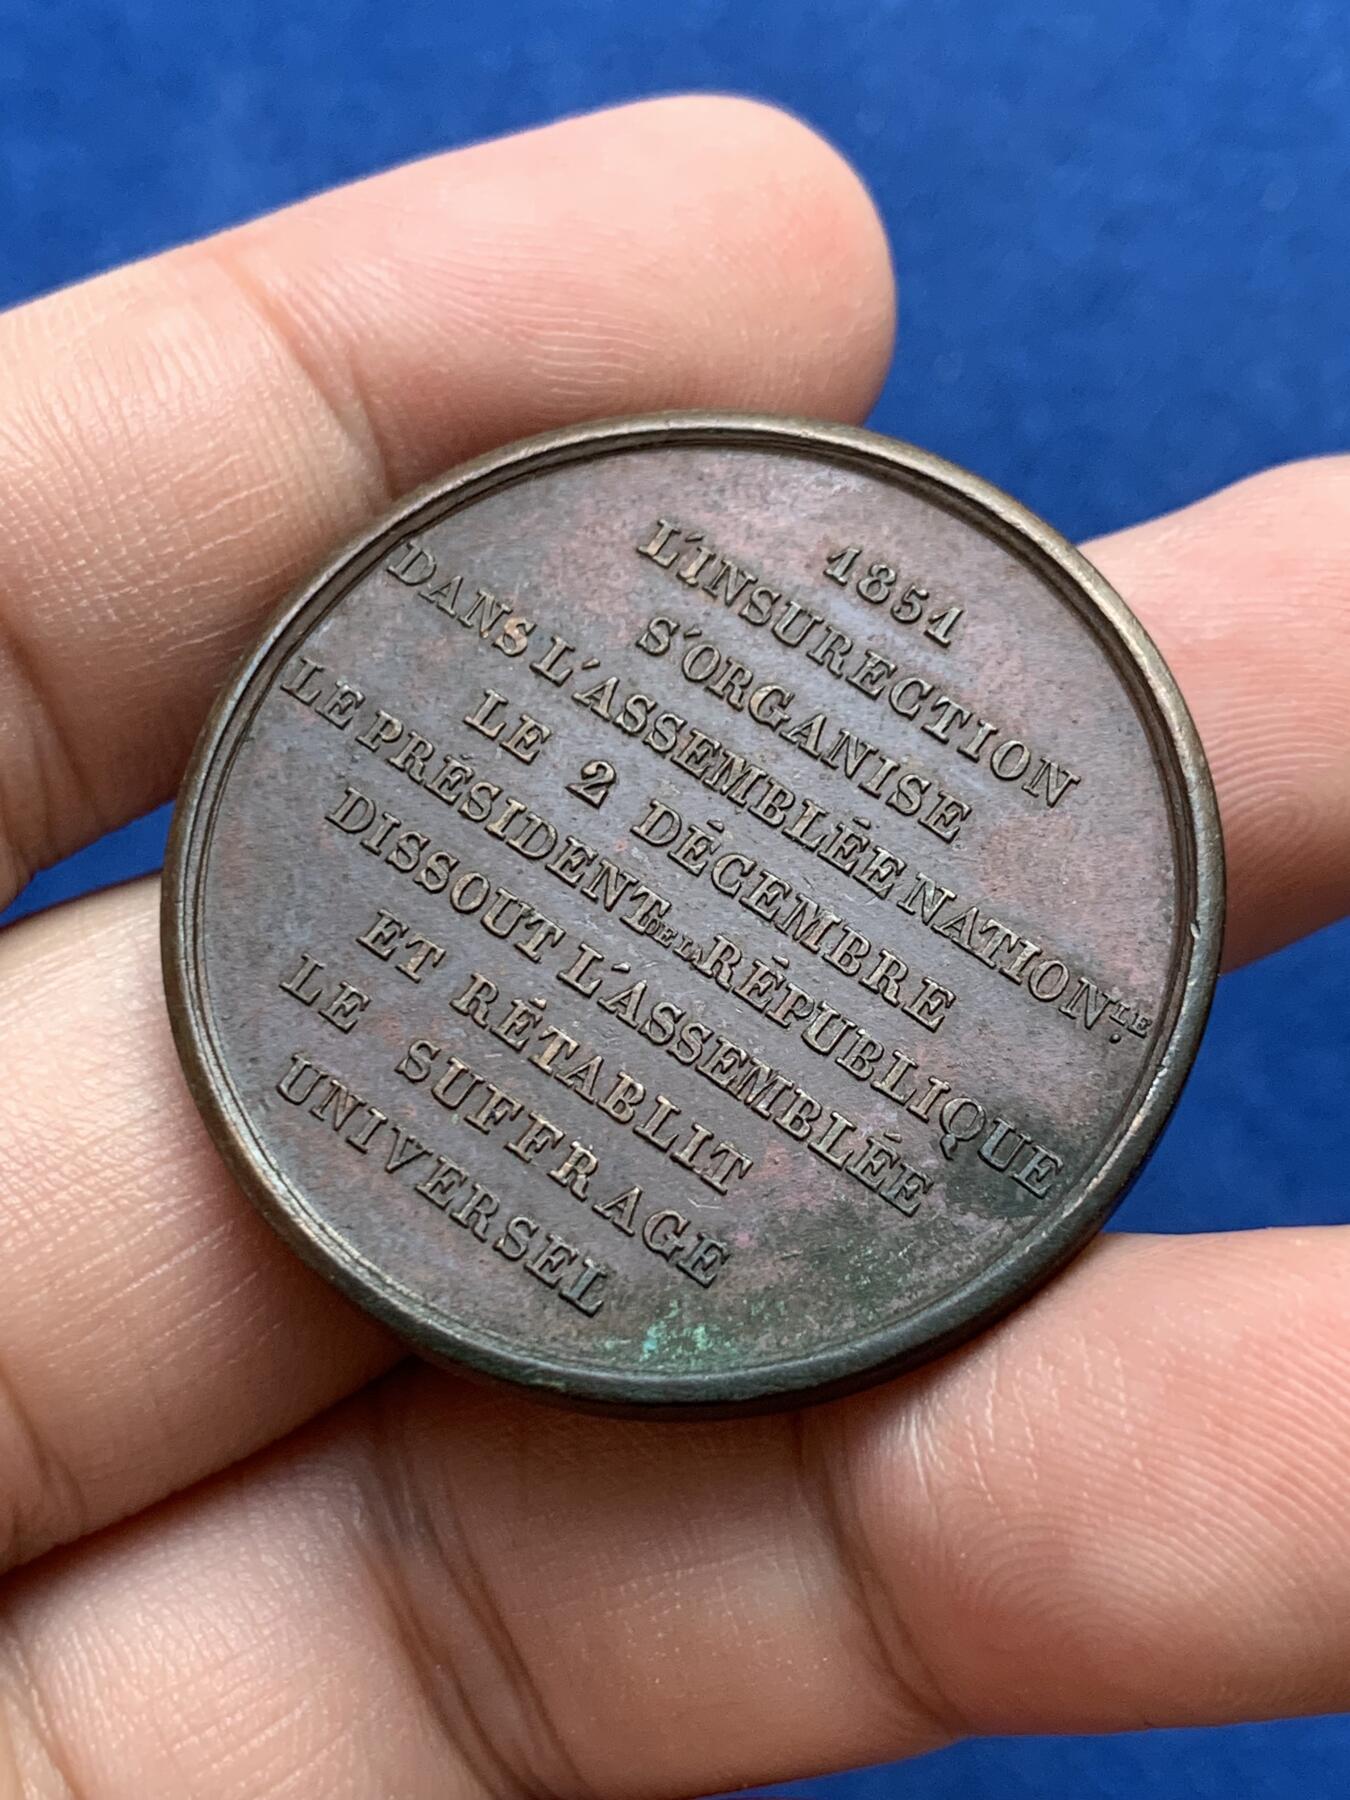 1851
L'INSURECTION
S'ORGANISE
DANS L'ASSEMBLÉE NATION.LE
LE 2 DÉCEMBRE
LE PRÉSIDENT DE LA RÉPUBLIQUE
DISSOUT L'ASSEMBLÉE
ET RÉTABLIT
LE SUFFRAGE
UNIVERSEL